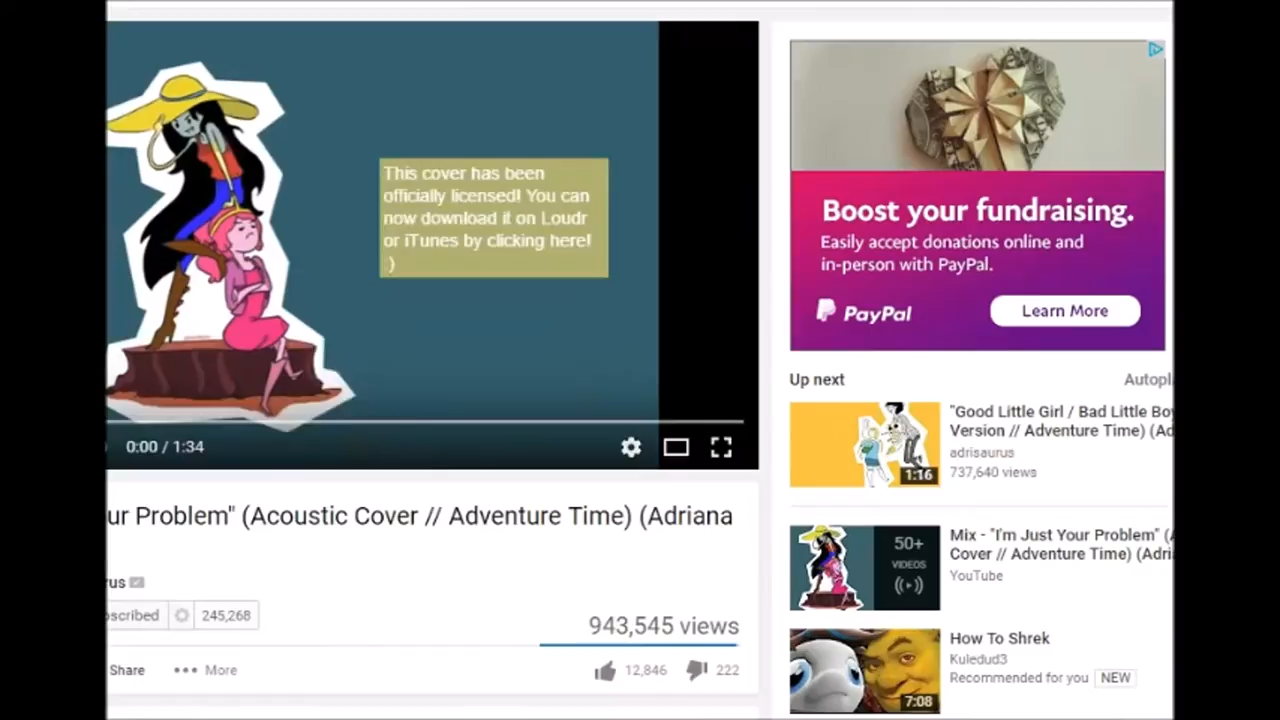 This cover has been
officially licensed! You can
now download it on Loudr
or iTunes by clicking here!
:)
0:00 / 1:34
ur Problem" (Acoustic Cover // Adventure Time) (Adriana
rus
bscribed
245,268
943,545 views
Share
More
12,846
222
Boost your fundraising.
Easily accept donations online and
in-person with PayPal.
PayPal
Learn More
Up next
Autopl
"Good Little Girl / Bad Little Bo
Version // Adventure Time) (Ad
adrisaurus
737,640 views
1:16
Mix - "I'm Just Your Problem" (
Cover // Adventure Time) (Adri
YouTube
50+
VIDEOS
How To Shrek
Kuledud3
Recommended for you NEW
7:08